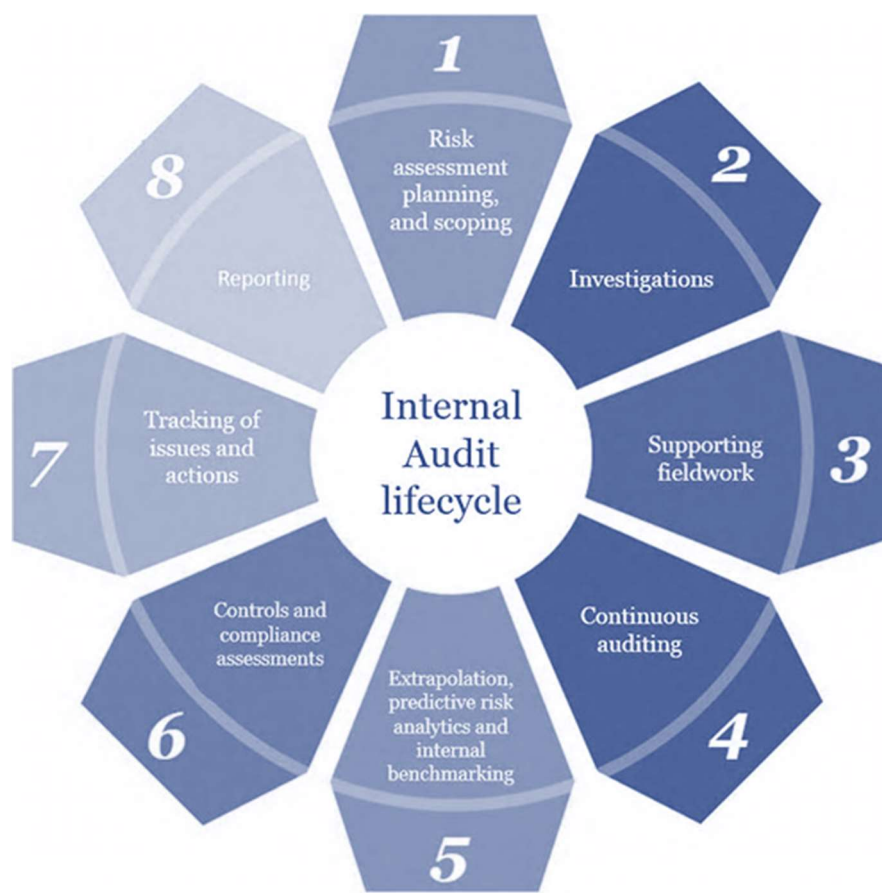 1
Risk
assessment
planning,
and scoping
2
Investigations
3
Supporting
fieldwork
4
Continuous
auditing
5
Extrapolation,
predictive risk
analytics and
internal
benchmarking
6
Controls and
compliance
assessments
7
Tracking of
issues and
actions
8
Reporting
Internal
Audit
lifecycle